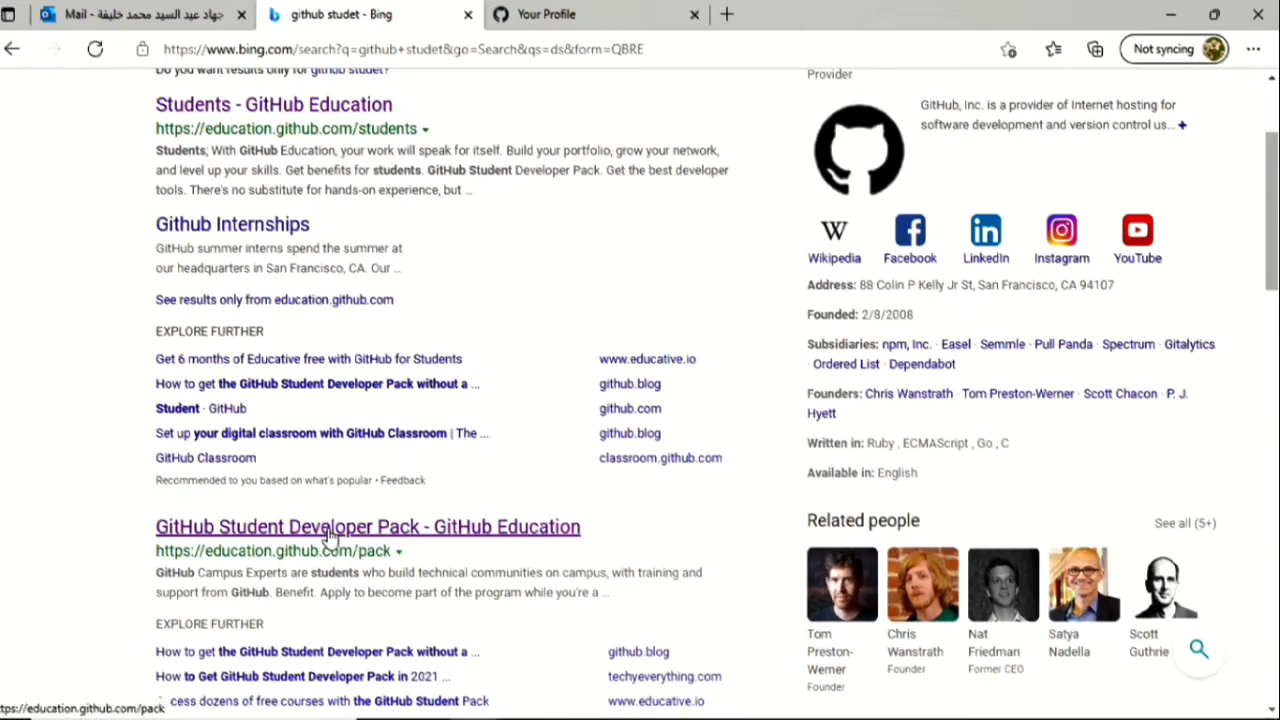 Mail - جهاد عبد السيد محمد خليفة
github studet - Bing
Your Profile
https://www.bing.com/search?q=github+studet&go=Search&qs=ds&form=QBRE
Not syncing
Do you want results only for github studet?
Students - GitHub Education
https://education.github.com/students
Students; With GitHub Education, your work will speak for itself. Build your portfolio, grow your network,
and level up your skills. Get benefits for students. GitHub Student Developer Pack. Get the best developer
tools. There's no substitute for hands-on experience, but ...
Github Internships
GitHub summer interns spend the summer at
our headquarters in San Francisco, CA. Our ...
See results only from education.github.com
EXPLORE FURTHER
Get 6 months of Educative free with GitHub for Students www.educative.io
How to get the GitHub Student Developer Pack without a ... github.blog
Student · GitHub github.com
Set up your digital classroom with GitHub Classroom | The ... github.blog
GitHub Classroom classroom.github.com
Recommended to you based on what's popular • Feedback
GitHub Student Developer Pack - GitHub Education
https://education.github.com/pack
GitHub Campus Experts are students who build technical communities on campus, with training and
support from GitHub. Benefit. Apply to become part of the program while you're a ...
EXPLORE FURTHER
How to get the GitHub Student Developer Pack without a ... github.blog
How to Get GitHub Student Developer Pack in 2021 ... techyeverything.com
cess dozens of free courses with the GitHub Student Pack www.educative.io
ttps://education.github.com/pack
Provider
GitHub, Inc. is a provider of Internet hosting for
software development and version control us... +
W
Wikipedia Facebook LinkedIn Instagram YouTube
Address: 88 Colin P Kelly Jr St, San Francisco, CA 94107
Founded: 2/8/2008
Subsidiaries: npm, Inc. · Easel · Semmle · Pull Panda · Spectrum · Gitalytics
· Ordered List · Dependabot
Founders: Chris Wanstrath · Tom Preston-Werner · Scott Chacon · P. J.
Hyett
Written in: Ruby , ECMAScript , Go , C
Available in: English
Related people See all (5+)
Tom Preston-Werner
Founder
Chris Wanstrath
Founder
Nat Friedman
Former CEO
Satya Nadella
Scott Guthrie